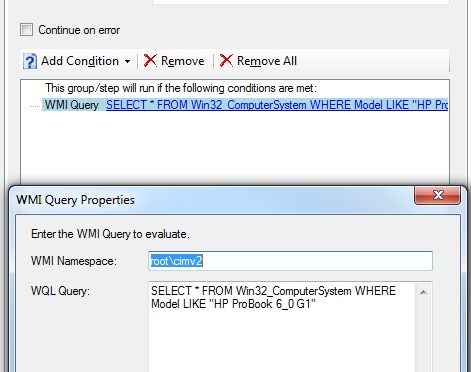 Continue on error
Add Condition Remove Remove All
This group/step will run if the following conditions are met:
WMI Query SELECT * FROM Win32_ComputerSystem WHERE Model LIKE "HP Pro
WMI Query Properties
Enter the WMI Query to evaluate.
WMI Namespace: root\cimv2
WQL Query: SELECT * FROM Win32_ComputerSystem WHERE
Model LIKE "HP ProBook 6_0 G1"